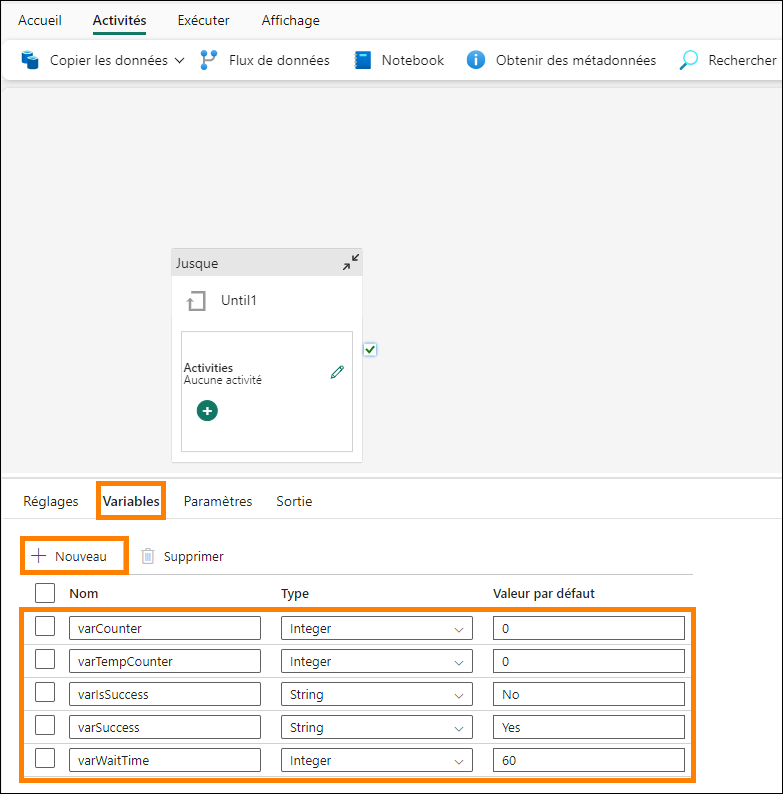 Accueil Activités Exécuter Affichage
Copier les données Flux de données Notebook Obtenir des métadonnées Rechercher
Jusque
Until1
Activities
Aucune activité
Réglages Variables Paramètres Sortie
Nouveau Supprimer
Nom Type Valeur par défaut
varCounter Integer 0
varTempCounter Integer 0
varIsSuccess String No
varSuccess String Yes
varWaitTime Integer 60